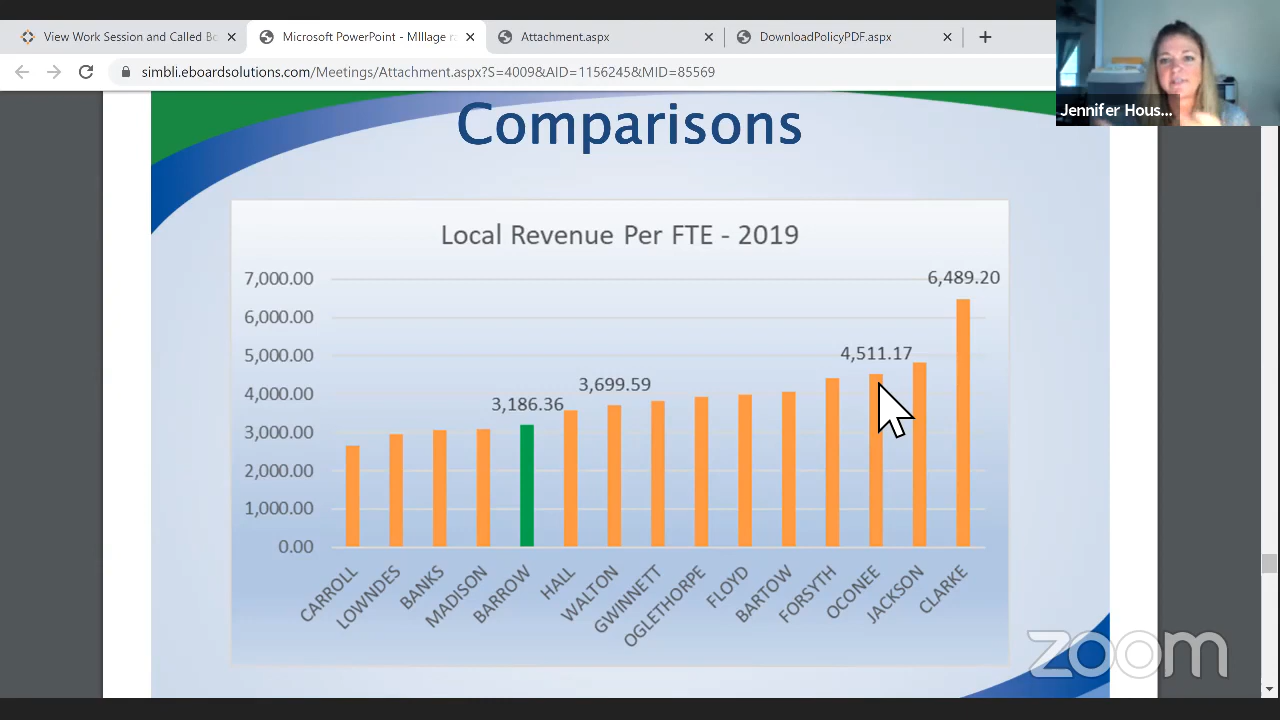 View Work Session and Called Bo
Microsoft PowerPoint - MIllage ra
Attachment.aspx
DownloadPolicyPDF.aspx
simbli.eboardsolutions.com/Meetings/Attachment.aspx?S=4009&AID=1156245&MID=85569
Jennifer Hous...
Comparisons
Local Revenue Per FTE - 2019
7,000.00
6,000.00
5,000.00
4,000.00
3,000.00
2,000.00
1,000.00
0.00
3,186.36
3,699.59
4,511.17
6,489.20
CARROLL
LOWNDES
BANKS
MADISON
BARROW
HALL
WALTON
GWINNETT
OGLETHORPE
FLOYD
BARTOW
FORSYTH
OCONEE
JACKSON
CLARKE
zoom